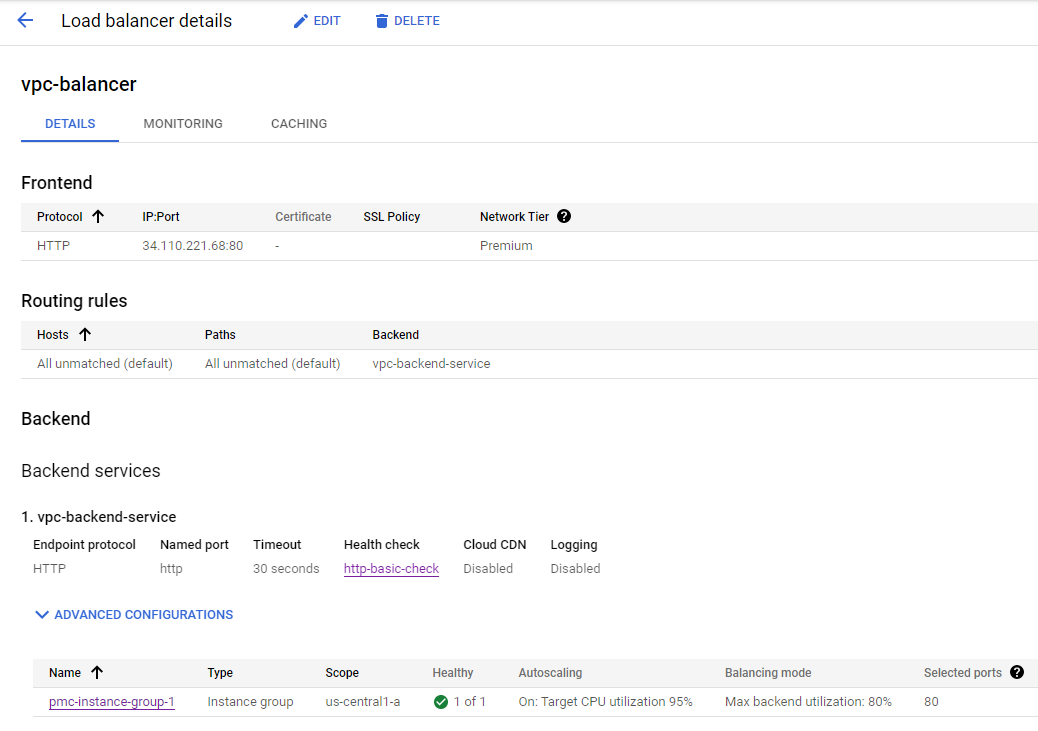 Load balancer details EDIT DELETE
vpc-balancer
DETAILS MONITORING CACHING
Frontend
Protocol IP:Port Certificate SSL Policy Network Tier
HTTP 34.110.221.68:80 - Premium
Routing rules
Hosts Paths Backend
All unmatched (default) All unmatched (default) vpc-backend-service
Backend
Backend services
1. vpc-backend-service
Endpoint protocol Named port Timeout Health check Cloud CDN Logging
HTTP http 30 seconds http-basic-check Disabled Disabled
ADVANCED CONFIGURATIONS
Name Type Scope Healthy Autoscaling Balancing mode Selected ports
pmc-instance-group-1 Instance group us-central1-a 1 of 1 On: Target CPU utilization 95% Max backend utilization: 80% 80